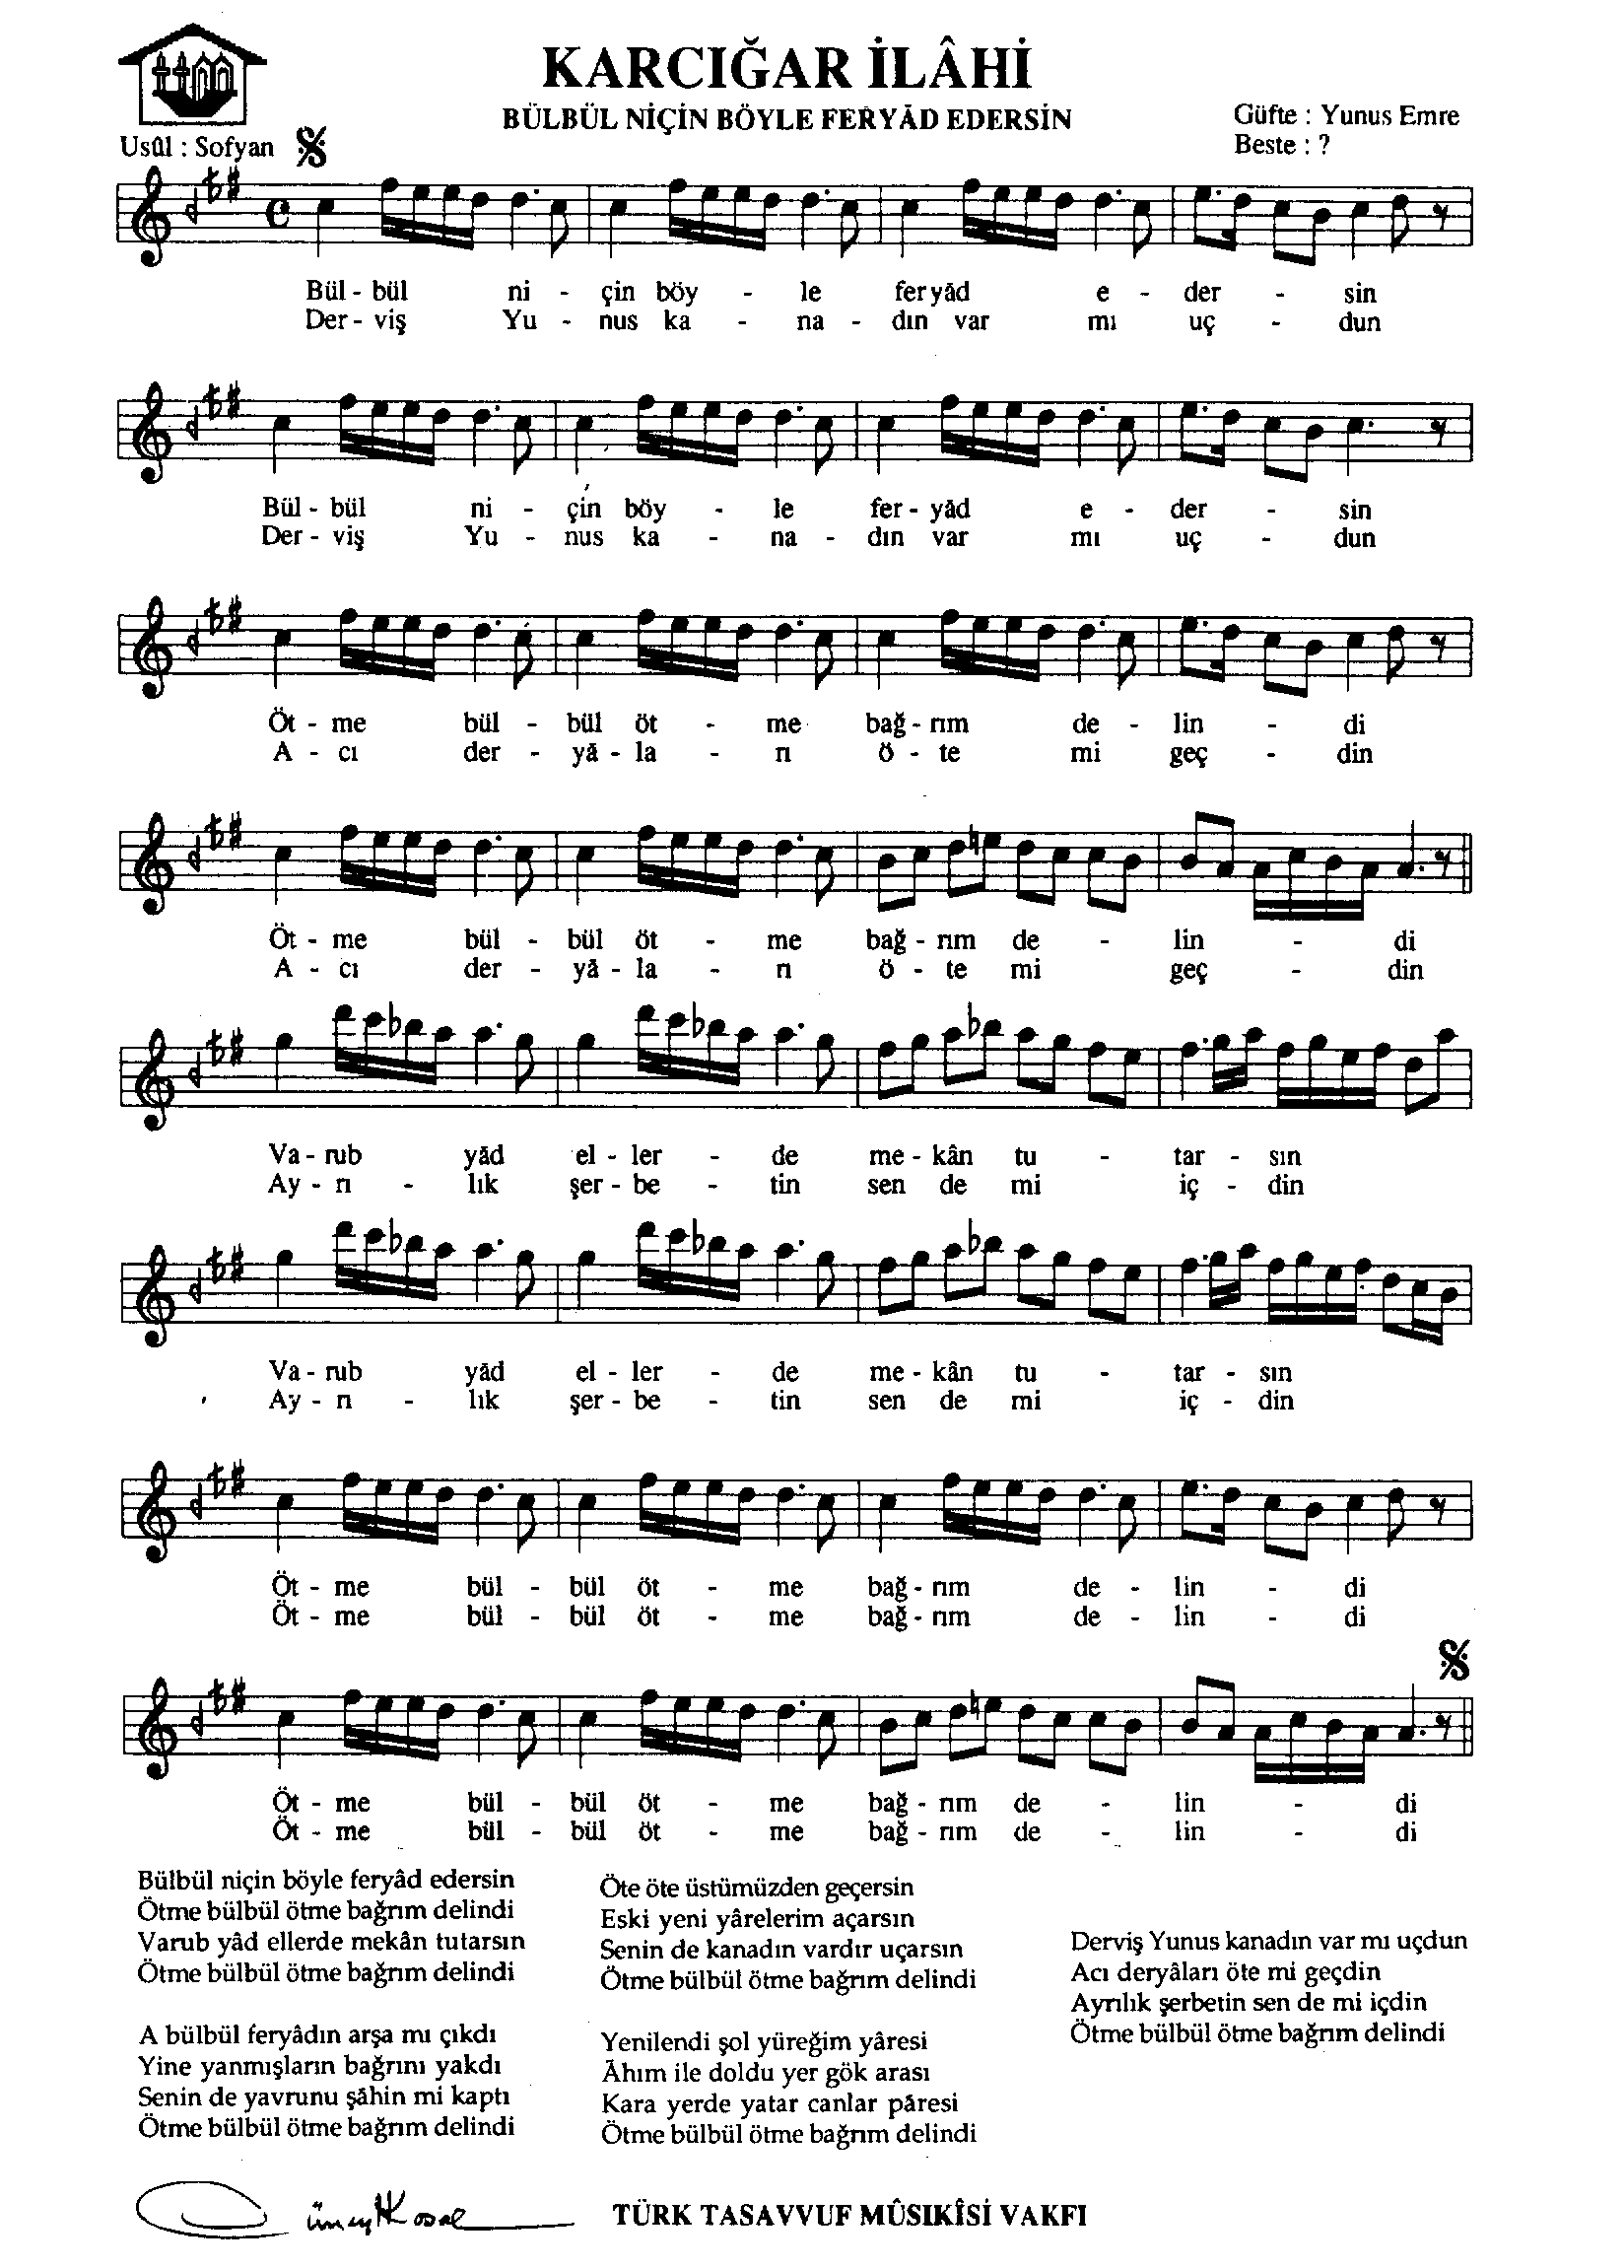 KARCIĞAR İLÂHİ
BÜLBÜL NİÇİN BÖYLE FERYĀD EDERSİN
Güfte : Yunus Emre
Usûl : Sofyan
Beste : ?
Bül - bül ni - çin böy - le feryăd e - der - sin
Der - viş Yu - nus ka - na - dın var mı uç - dun
Bül - bül ni - çin böy - le fer - yăd e - der - sin
Der - viş Yu - nus ka - na - dın var mı uç - dun
Öt - me bül - bül öt - me bağ - rım de - lin - di
A - cı der - yă - la - rı ö - te mi geç - din
Öt - me bül - bül öt - me bağ - rım de - lin - di
A - cı der - yă - la - rı ö - te mi geç - din
Va - rub yăd el - ler - de me - kân tu - tar - sın
Ay - rı - lık şer - be - tin sen de mi iç - din
Va - rub yăd el - ler - de me - kân tu - tar - sın
Ay - rı - lık şer - be - tin sen de mi iç - din
Öt - me bül - bül öt - me bağ - rım de - lin - di
Öt - me bül - bül öt - me bağ - rım de - lin - di
Öt - me bül - bül öt - me bağ - rım de - lin - di
Öt - me bül - bül öt - me bağ - rım de - lin - di
Bülbül niçin böyle feryâd edersin
Ötme bülbül ötme bağrım delindi
Varub yâd ellerde mekân tutarsın
Ötme bülbül ötme bağrım delindi
A bülbül feryâdın arşa mı çıkdı
Yine yanmışların bağrını yakdı
Senin de yavrunu şāhin mi kaptı
Ötme bülbül ötme bağrım delindi
Öte öte üstümüzden geçersin
Eski yeni yârelerim açarsın
Senin de kanadın vardır uçarsın
Ötme bülbül ötme bağrım delindi
Yenilendi şol yüreğim yâresi
Āhım ile doldu yer gök arası
Kara yerde yatar canlar pāresi
Ötme bülbül ötme bağrım delindi
Derviş Yunus kanadın var mı uçdun
Acı deryâları öte mi geçdin
Ayrılık şerbetin sen de mi içdin
Ötme bülbül ötme bağrım delindi
Cüneyt Kosal
TÜRK TASAVVUF MÛSIKÎSİ VAKFI